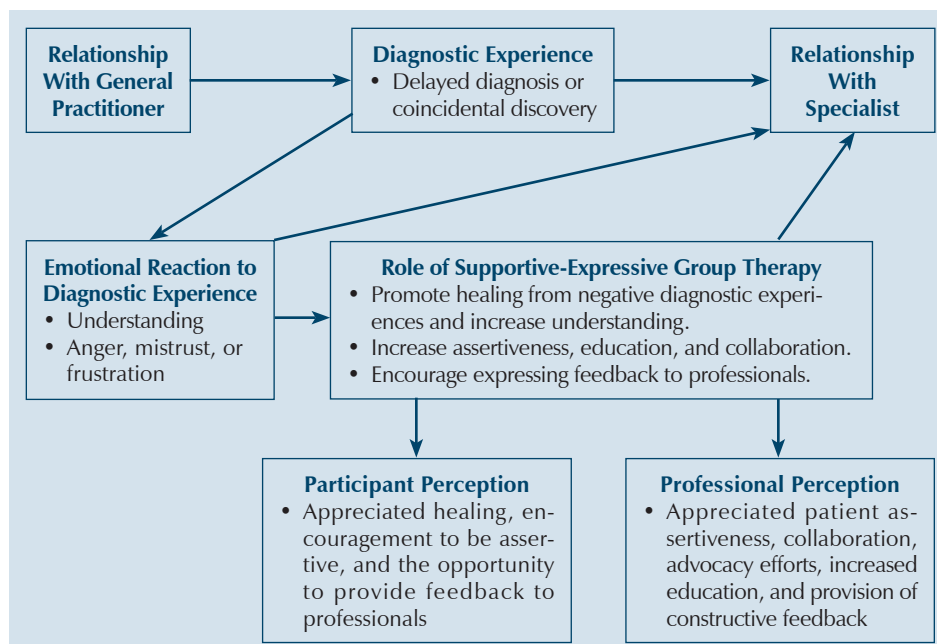 Relationship
With General
Practitioner
Diagnostic Experience
• Delayed diagnosis or
coincidental discovery
Relationship
With
Specialist
Emotional Reaction to
Diagnostic Experience
• Understanding
• Anger, mistrust, or
frustration
Role of Supportive-Expressive Group Therapy
• Promote healing from negative diagnostic experi-
ences and increase understanding.
• Increase assertiveness, education, and collaboration.
• Encourage expressing feedback to professionals.
Participant Perception
• Appreciated healing, en-
couragement to be asser-
tive, and the opportunity
to provide feedback to
professionals
Professional Perception
• Appreciated patient as-
sertiveness, collaboration,
advocacy efforts, increased
education, and provision of
constructive feedback